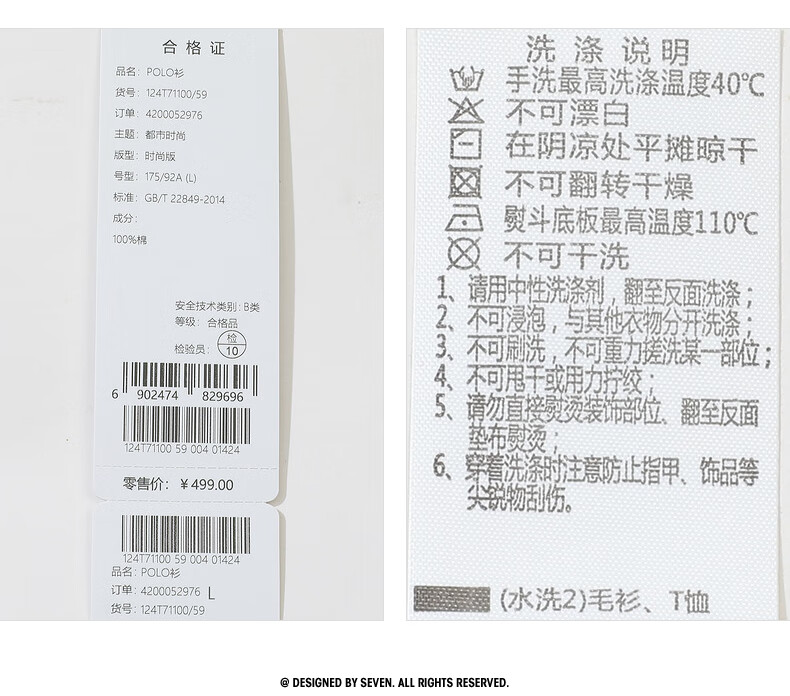 合格证
品名: POLO衫
货号: 124T71100/59
订单: 4200052976
主题: 都市时尚
版型: 时尚版
号型: 175/92A (L)
标准: GB/T 22849-2014
成分:
100%棉
安全技术类别: B类
等级: 合格品
检验员: 检 10
6 902474 829696
124T71100 59 004 01424
零售价: ￥499.00
124T71100 59 004 01424
品名: POLO衫
订单: 4200052976 L
货号: 124T71100/59
洗涤说明
手洗最高洗涤温度40℃
不可漂白
在阴凉处平摊晾干
不可翻转干燥
熨斗底板最高温度110℃
不可干洗
1、请用中性洗涤剂，翻至反面洗涤；
2、不可浸泡，与其他衣物分开洗涤；
3、不可刷洗，不可重力搓洗某一部位；
4、不可甩干或用力拧绞；
5、请勿直接熨烫装饰部位、翻至反面
垫布熨烫；
6、穿着洗涤时注意防止指甲、饰品等
尖锐物刮伤。
(水洗2)毛衫、T恤
@ DESIGNED BY SEVEN. ALL RIGHTS RESERVED.